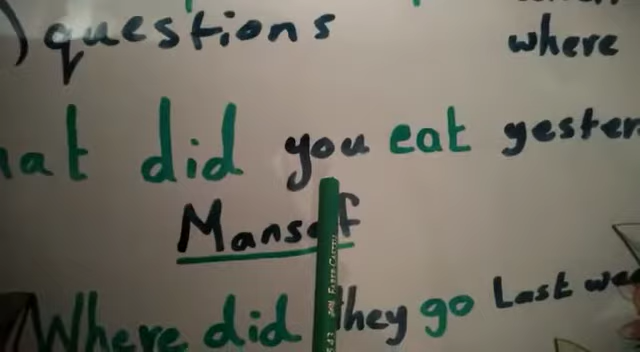 ) questions
where
did you eat
Mansaf
Where did they go Last